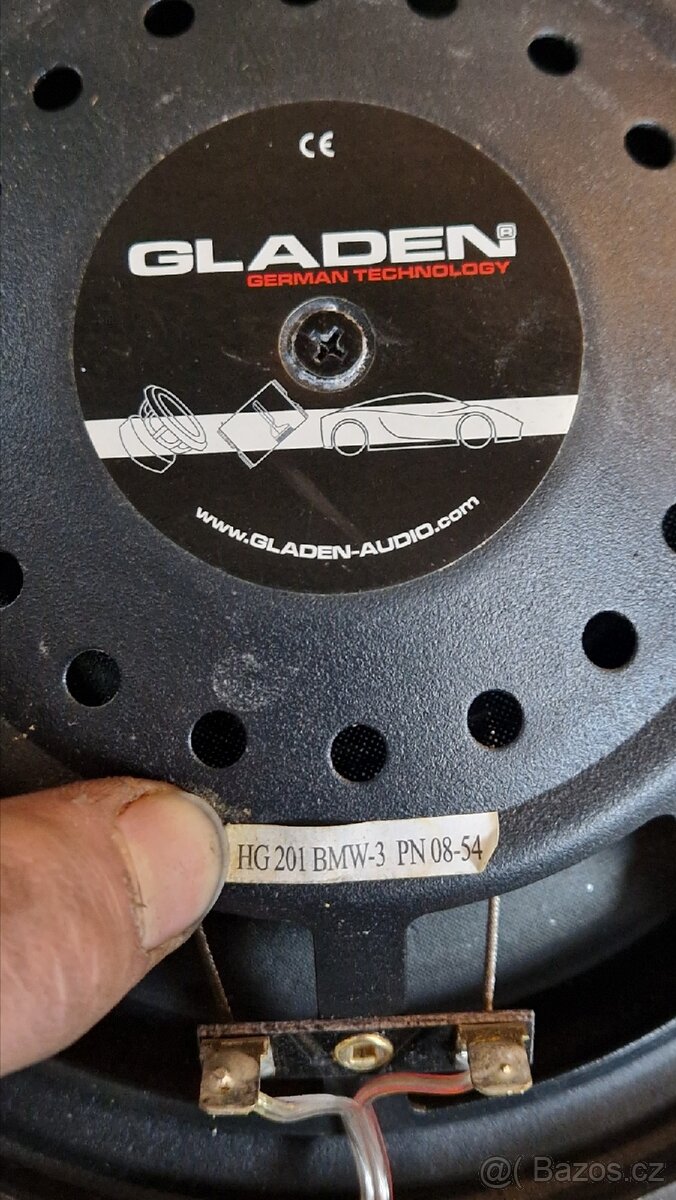 CE
GLADEN®
GERMAN TECHNOLOGY
www.GLADEN-AUDIO.com
HG 201 BMW-3 PN 08-54
@( Bazos.cz